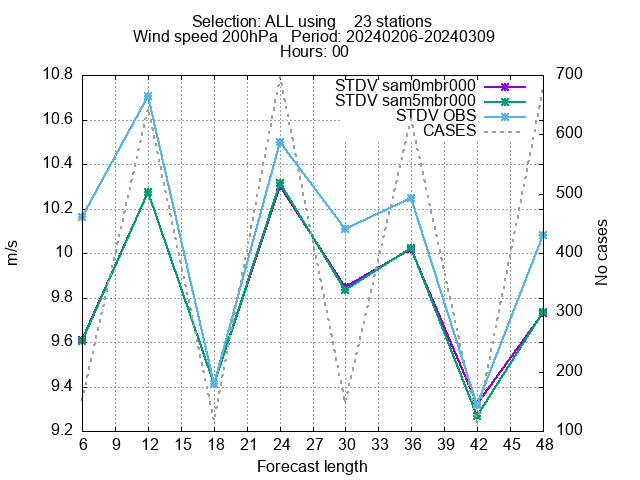 Selection: ALL using    23 stations
Wind speed 200hPa   Period: 20240206-20240309
Hours: 00
STDV sam0mbr000
STDV sam5mbr000
STDV OBS
CASES
10.8
10.6
10.4
10.2
10
9.8
9.6
9.4
9.2
m/s
700
600
500
400
300
200
100
No cases
6 9 12 15 18 21 24 27 30 33 36 39 42 45 48
Forecast length